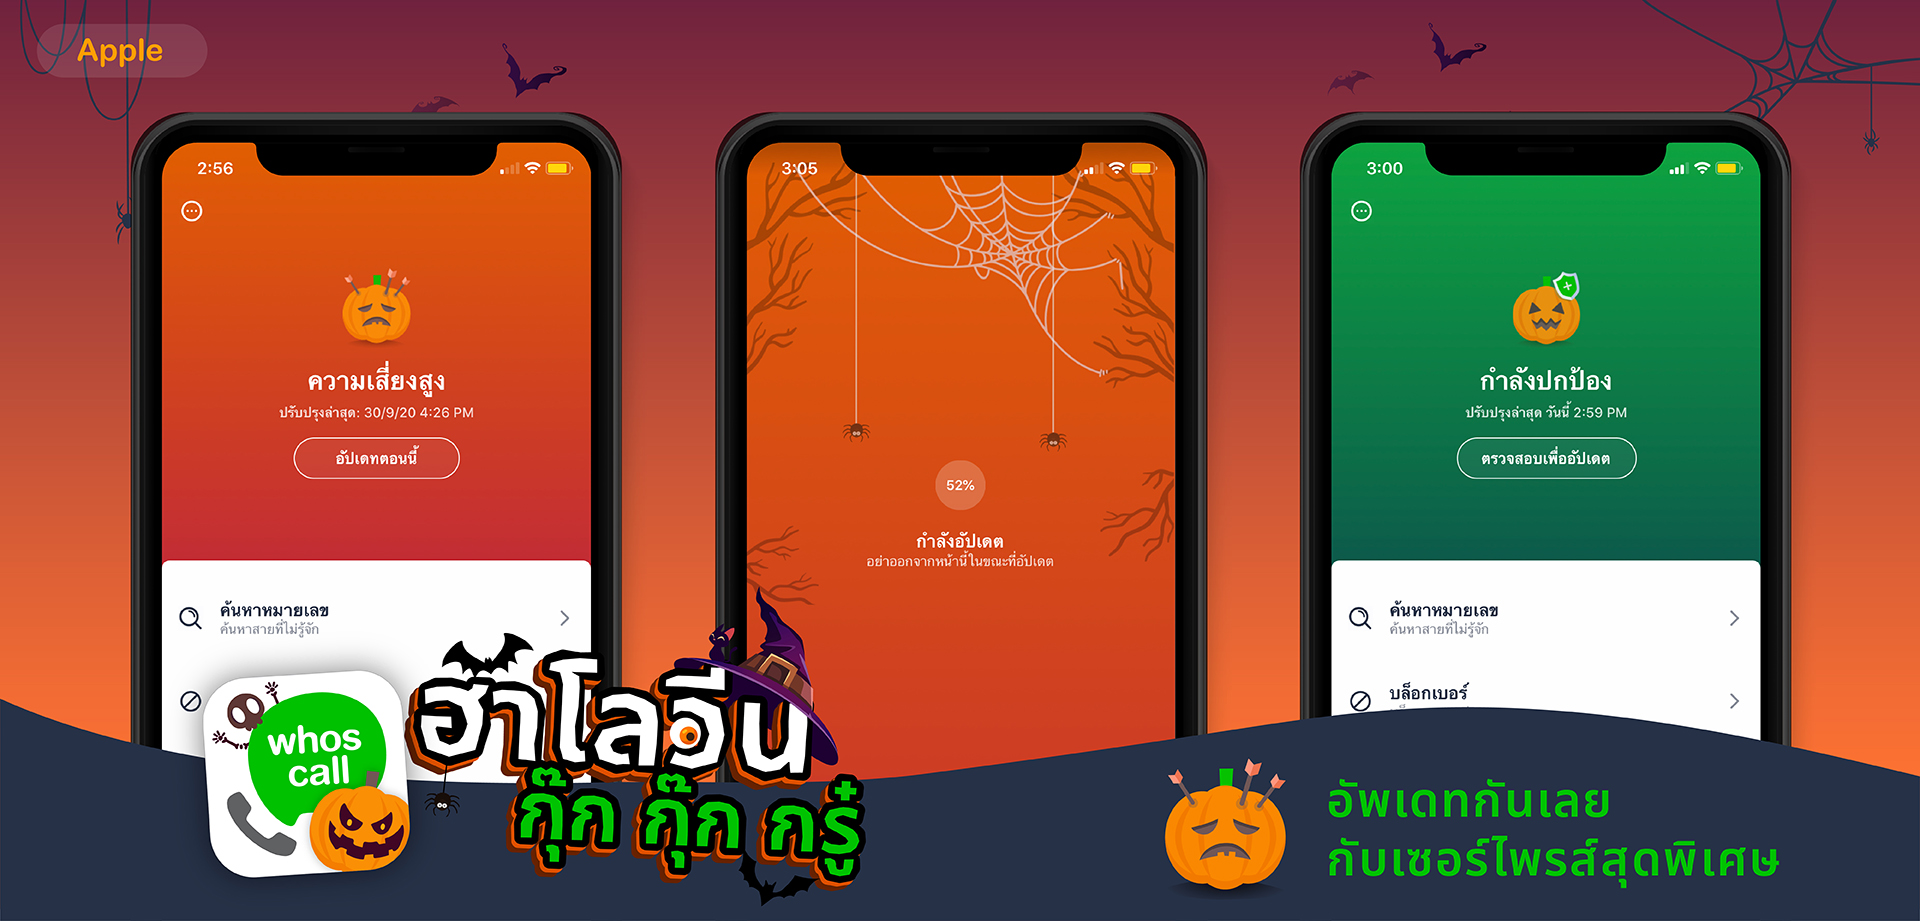 Apple
2:56
ความเสี่ยงสูง
ปรับปรุงล่าสุด: 30/9/20 4:26 PM
อัปเดทตอนนี้
ค้นหาหมายเลข
ค้นหาสายที่ไม่รู้จัก
3:05
52%
กำลังอัปเดต
อย่าออกจากหน้านี้ในขณะที่อัปเดต
3:00
กำลังปกป้อง
ปรับปรุงล่าสุด วันนี้ 2:59 PM
ตรวจสอบเพื่ออัปเดต
ค้นหาหมายเลข
ค้นหาสายที่ไม่รู้จัก
บล็อกเบอร์
whos
call
ฮาโลวีน
กุ๊ก กุ๊ก กรู๋
อัพเดทกันเลย
กับเซอร์ไพรส์สุดพิเศษ